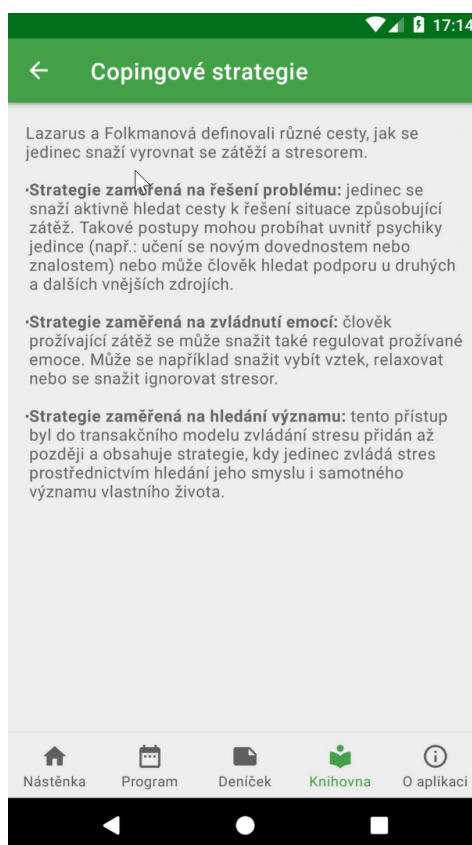 17:14
Copingové strategie
Lazarus a Folkmanová definovali různé cesty, jak se
jedinec snaží vyrovnat se zátěží a stresorem.
·Strategie zaměřená na řešení problému: jedinec se
snaží aktivně hledat cesty k řešení situace způsobující
zátěž. Takové postupy mohou probíhat uvnitř psychiky
jedince (např.: učení se novým dovednostem nebo
znalostem) nebo může člověk hledat podporu u druhých
a dalších vnějších zdrojích.
·Strategie zaměřená na zvládnutí emocí: člověk
prožívající zátěž se může snažit také regulovat prožívané
emoce. Může se například snažit vybít vztek, relaxovat
nebo se snažit ignorovat stresor.
·Strategie zaměřená na hledání významu: tento přístup
byl do transakčního modelu zvládání stresu přidán až
později a obsahuje strategie, kdy jedinec zvládá stres
prostřednictvím hledání jeho smyslu i samotného
významu vlastního života.
Nástěnka Program Deníček Knihovna O aplikaci